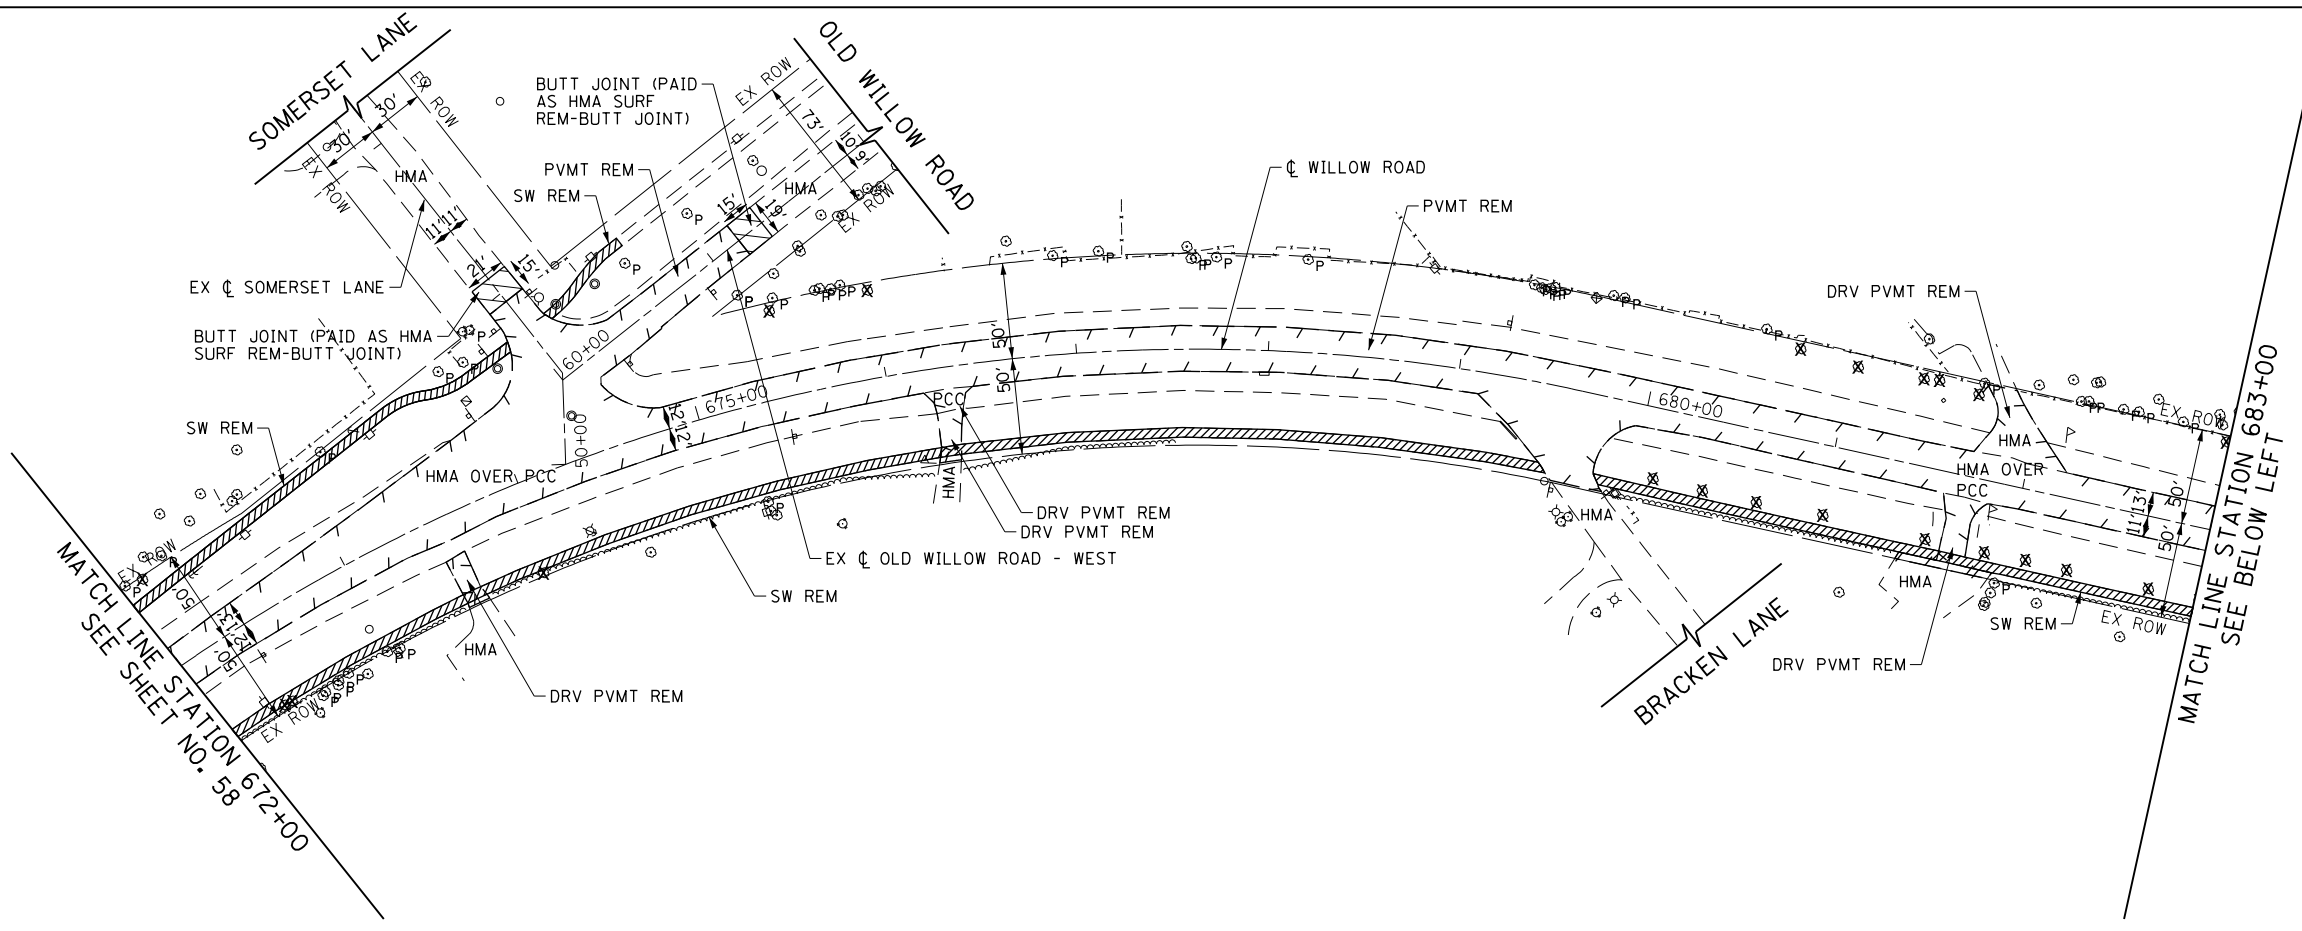 SOMERSET LANE
OLD WILLOW ROAD
EX ROW
EX ROW
EX ROW
EX ROW
30'
30'
HMA
11'
11'
21'
15'
BUTT JOINT (PAID
AS HMA SURF
REM-BUTT JOINT)
PVMT REM
SW REM
73'
10'
9'
HMA
15'
19'
℄ WILLOW ROAD
PVMT REM
EX ℄ SOMERSET LANE
BUTT JOINT (PAID AS HMA
SURF REM-BUTT JOINT)
DRV PVMT REM
60+00
50+00
675+00
680+00
50'
50'
12'
12'
PCC
SW REM
HMA OVER PCC
HMA
HMA
HMA OVER
PCC
EX ROW
11'
13'
50'
50'
HMA
DRV PVMT REM
DRV PVMT REM
EX ℄ OLD WILLOW ROAD - WEST
SW REM
EX ROW
50'
12'
13'
50'
HMA
DRV PVMT REM
EX ROW
HMA
SW REM
EX ROW
DRV PVMT REM
BRACKEN LANE
MATCH LINE STATION 672+00
SEE SHEET NO. 58
MATCH LINE STATION 683+00
SEE BELOW LEFT